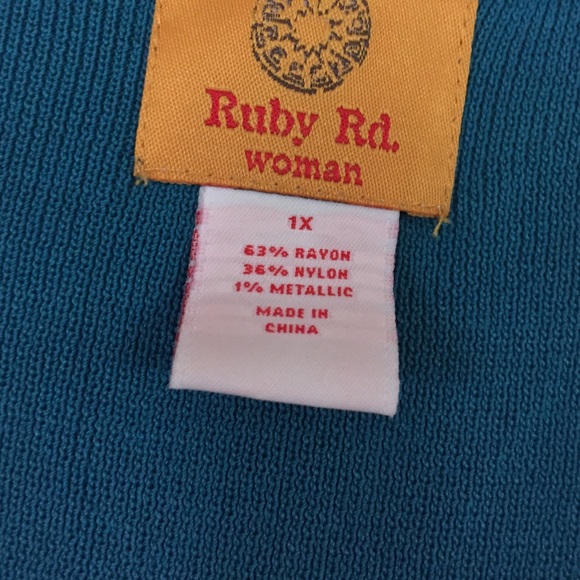 Ruby Rd.
woman
1X
63% RAYON
36% NYLON
1% METALLIC
MADE IN
CHINA